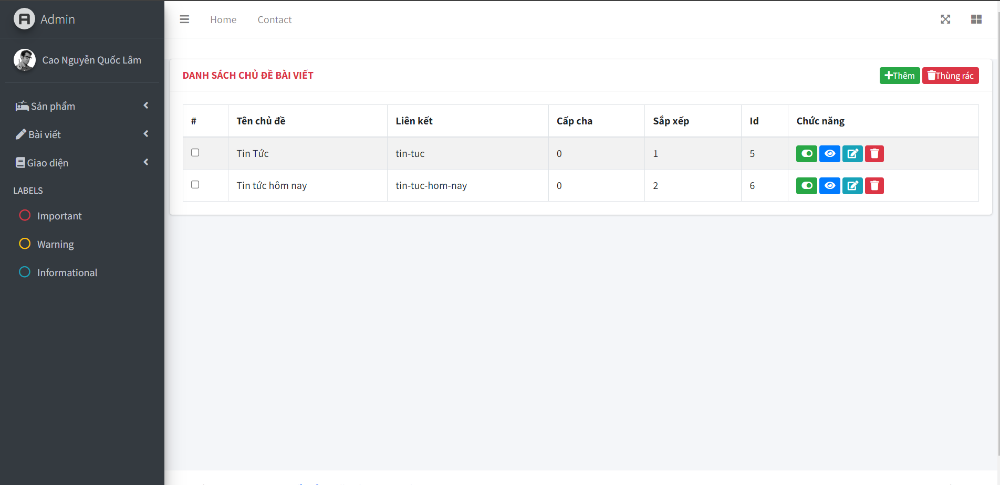 Admin
Home Contact
Cao Nguyễn Quốc Lâm
Sản phẩm
Bài viết
Giao diện
LABELS
Important
Warning
Informational
DANH SÁCH CHỦ ĐỀ BÀI VIẾT
Thêm Thùng rác
# Tên chủ đề Liên kết Cấp cha Sắp xếp Id Chức năng
Tin Tức tin-tuc 0 1 5
Tin tức hôm nay tin-tuc-hom-nay 0 2 6